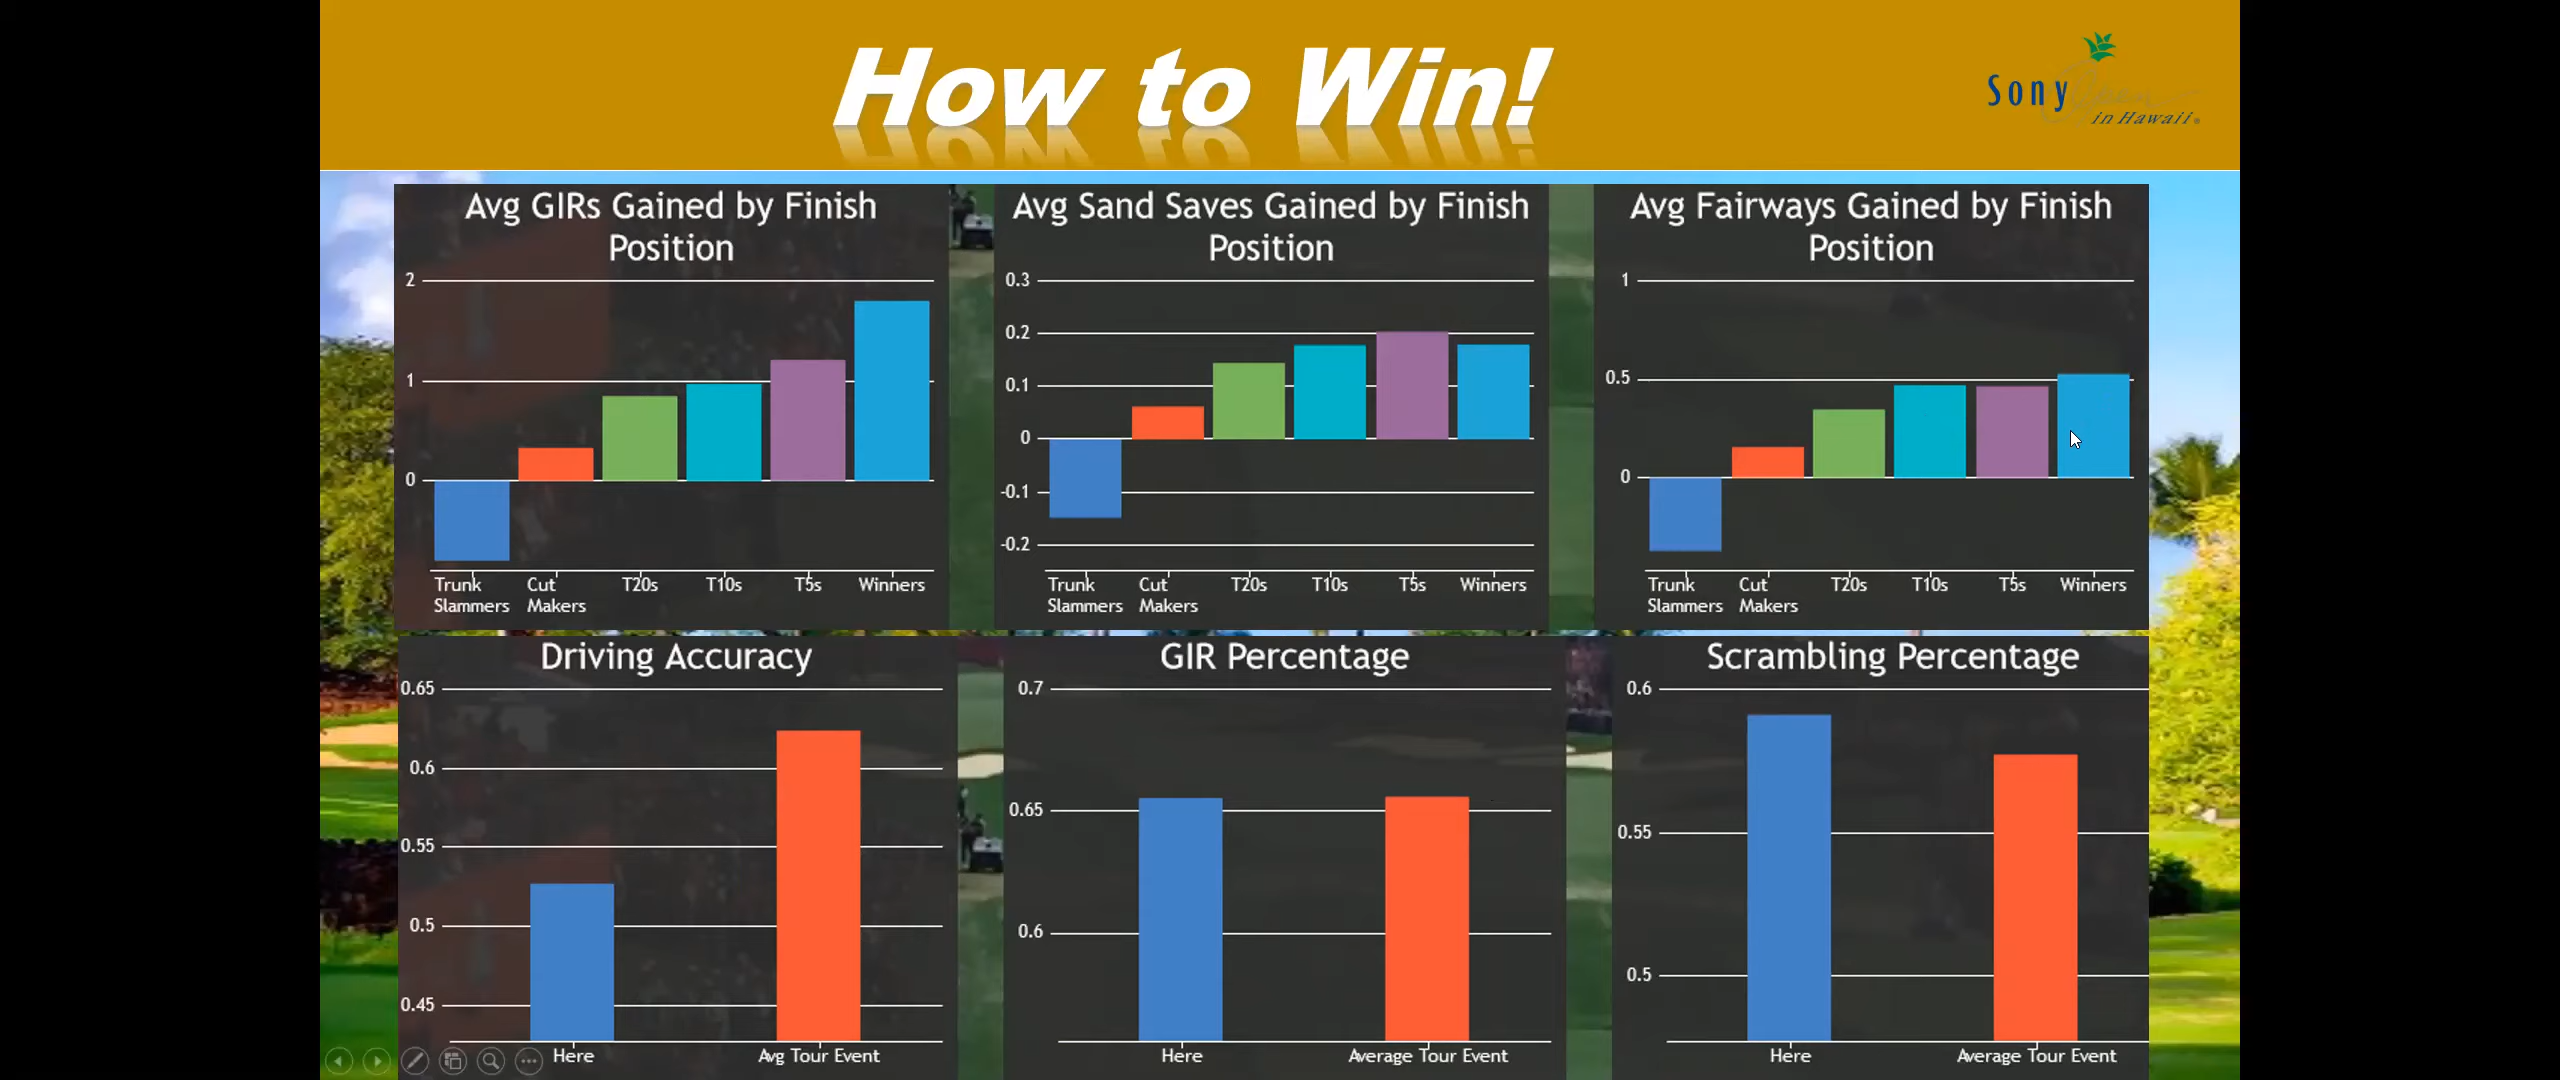 How to Win!
Sony Open
in Hawaii
Avg GIRs Gained by Finish
Position
2
1
0
Trunk
Slammers
Cut
Makers
T20s
T10s
T5s
Winners
Avg Sand Saves Gained by Finish
Position
0.3
0.2
0.1
0
-0.1
-0.2
Trunk
Slammers
Cut
Makers
T20s
T10s
T5s
Winners
Avg Fairways Gained by Finish
Position
1
0.5
0
Trunk
Slammers
Cut
Makers
T20s
T10s
T5s
Winners
Driving Accuracy
0.65
0.6
0.55
0.5
0.45
Here
Avg Tour Event
GIR Percentage
0.7
0.65
0.6
Here
Average Tour Event
Scrambling Percentage
0.6
0.55
0.5
Here
Average Tour Event